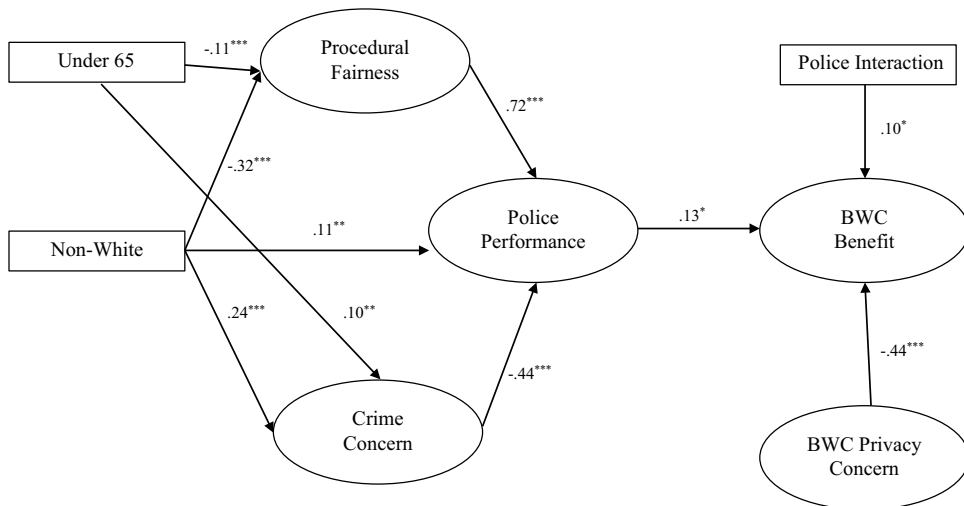 Under 65
-.11***
Procedural
Fairness
Police Interaction
.72***
.10*
-.32***
Non-White
.11**
Police
Performance
.13*
BWC
Benefit
.24***
.10**
-.44***
-.44***
Crime
Concern
BWC Privacy
Concern